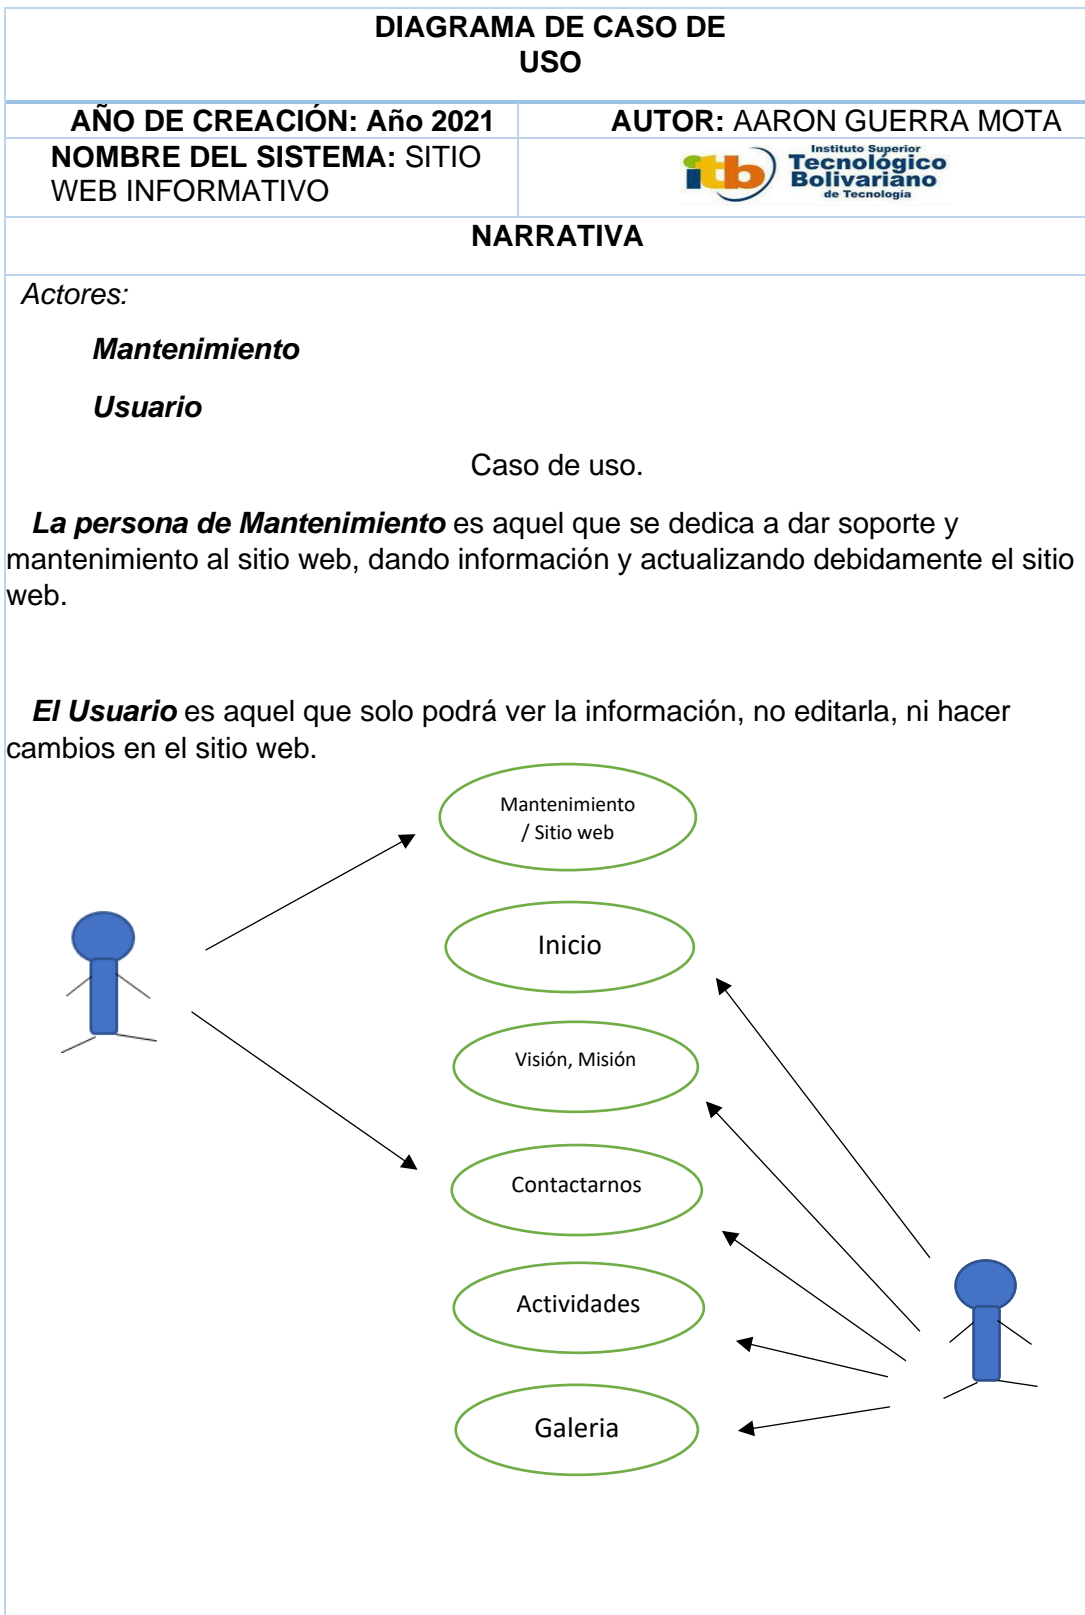 DIAGRAMA DE CASO DE
USO
AÑO DE CREACIÓN: Año 2021
AUTOR: AARON GUERRA MOTA
NOMBRE DEL SISTEMA: SITIO
WEB INFORMATIVO
itb
Instituto Superior
Tecnológico
Bolivariano
de Tecnología
NARRATIVA
Actores:
Mantenimiento
Usuario
Caso de uso.
La persona de Mantenimiento es aquel que se dedica a dar soporte y
mantenimiento al sitio web, dando información y actualizando debidamente el sitio
web.
El Usuario es aquel que solo podrá ver la información, no editarla, ni hacer
cambios en el sitio web.
Mantenimiento
/ Sitio web
Inicio
Visión, Misión
Contactarnos
Actividades
Galeria